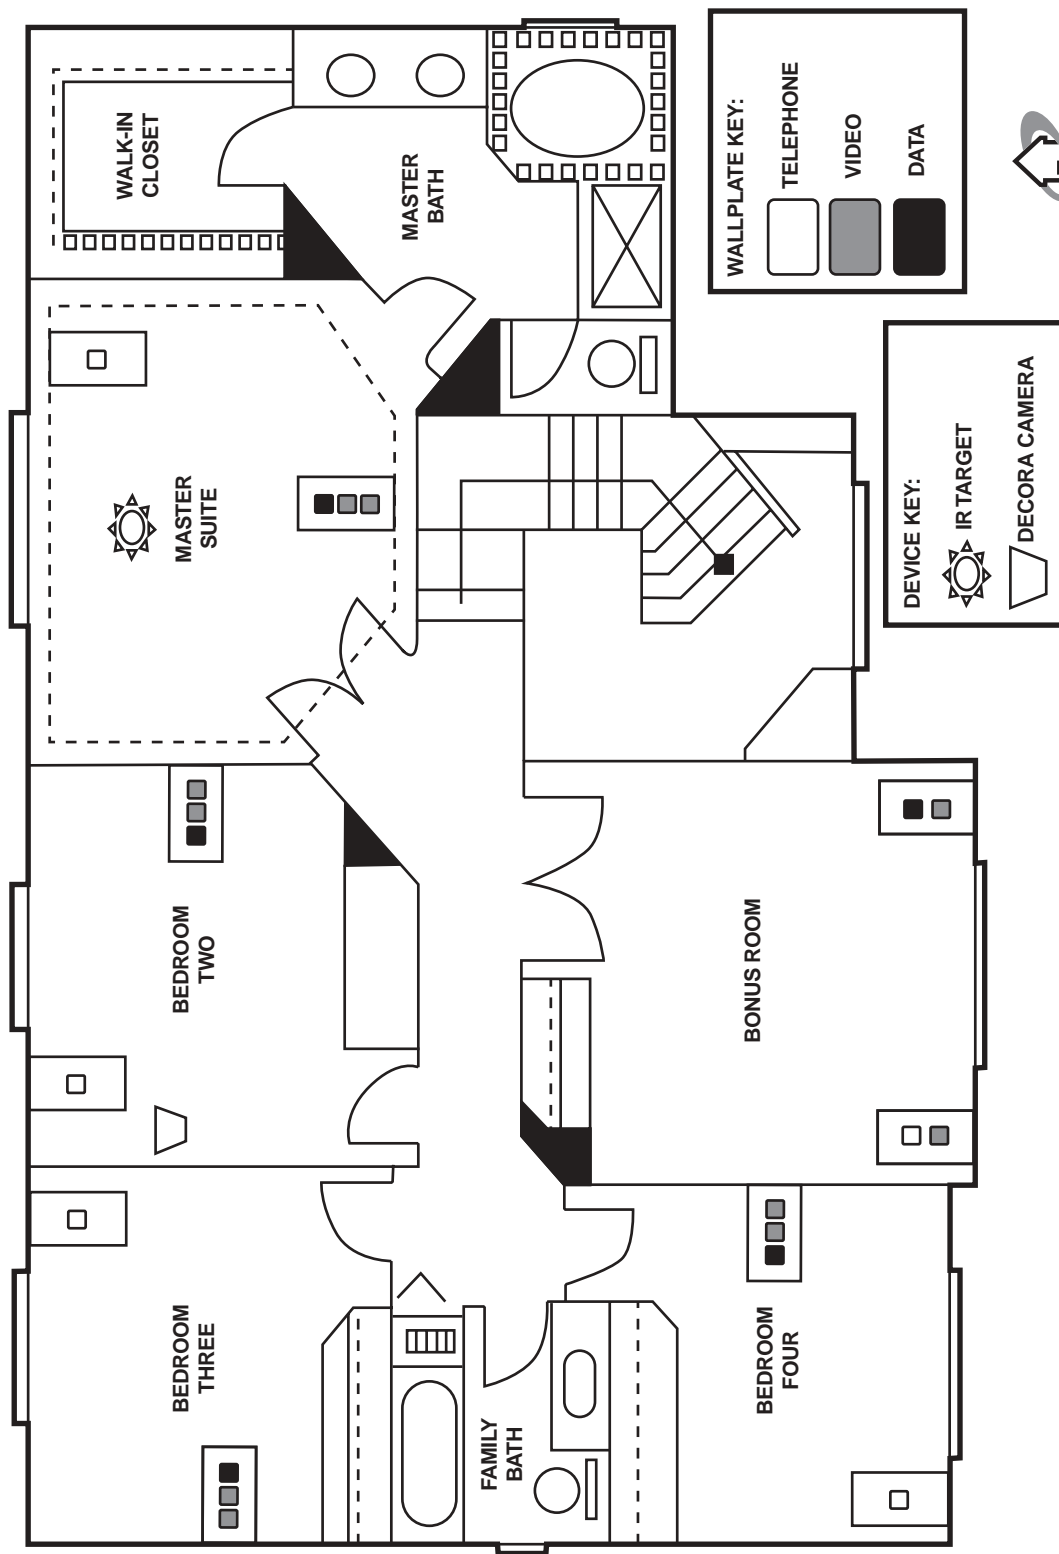 WALK-IN
CLOSET
MASTER
BATH
MASTER
SUITE
BEDROOM
TWO
BEDROOM
THREE
FAMILY
BATH
BEDROOM
FOUR
BONUS ROOM
WALLPLATE KEY:
TELEPHONE
VIDEO
DATA
DEVICE KEY:
IR TARGET
DECORA CAMERA